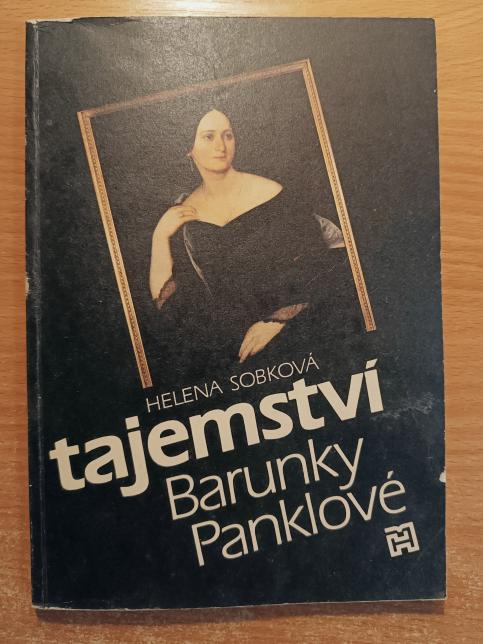 HELENA SOBKOVÁ
tajemství
Barunky
Panklové